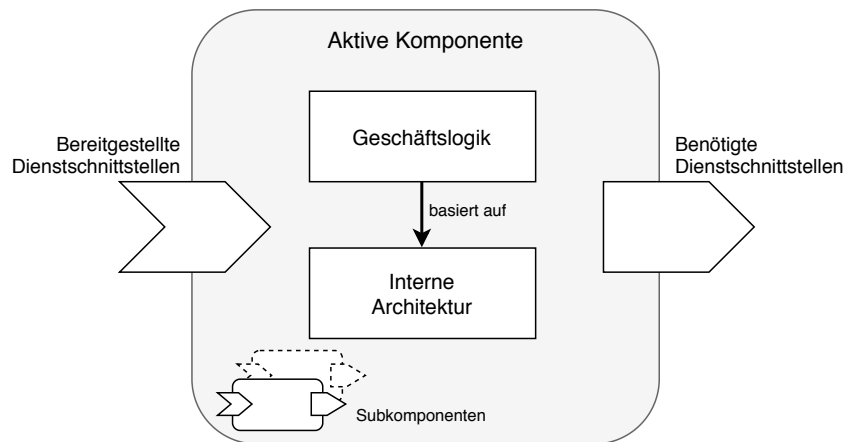 Aktive Komponente
Geschäftslogik
Bereitgestellte
Dienstschnittstellen
Benötigte
Dienstschnittstellen
basiert auf
Interne
Architektur
Subkomponenten